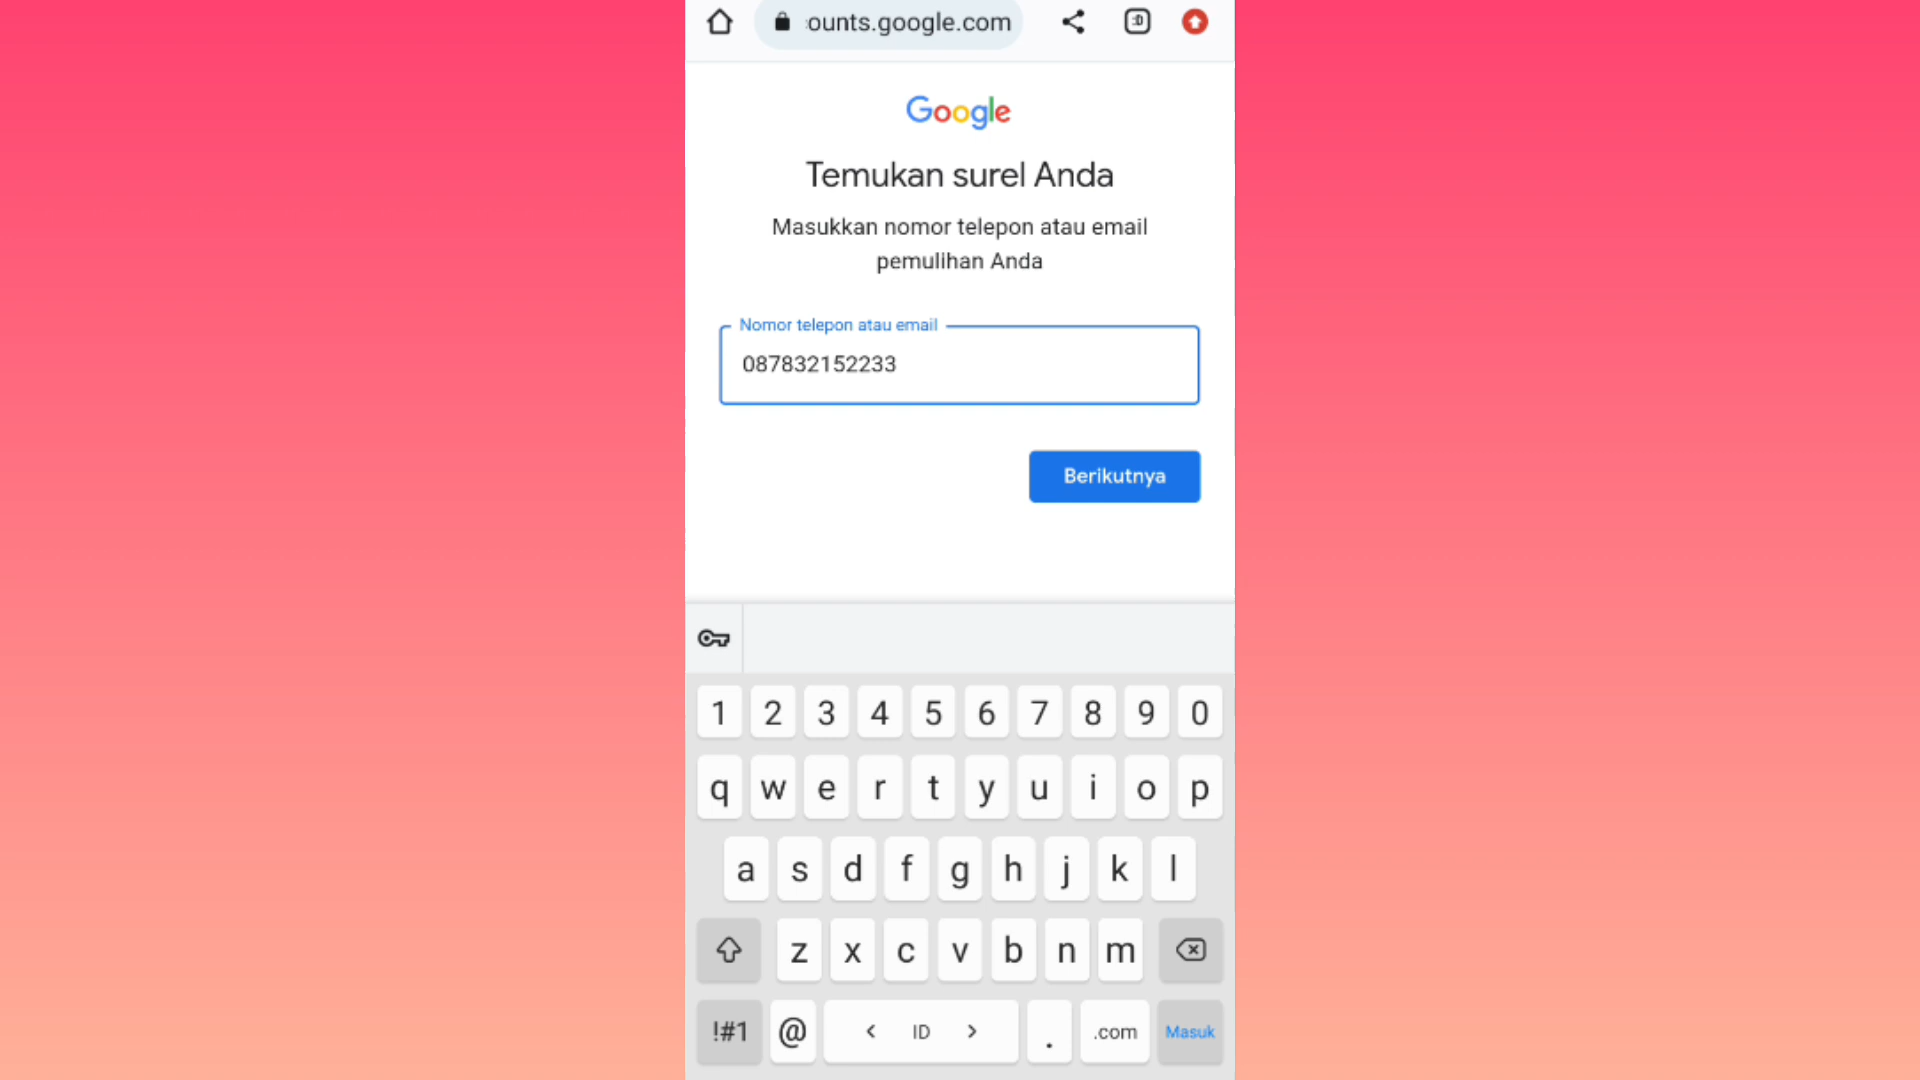 ounts.google.com
:D
Google
Temukan surel Anda
Masukkan nomor telepon atau email
pemulihan Anda
Nomor telepon atau email
087832152233
Berikutnya
1 2 3 4 5 6 7 8 9 0
q w e r t y u i o p
a s d f g h j k l
z x c v b n m
!#1 @ < ID > . .com Masuk